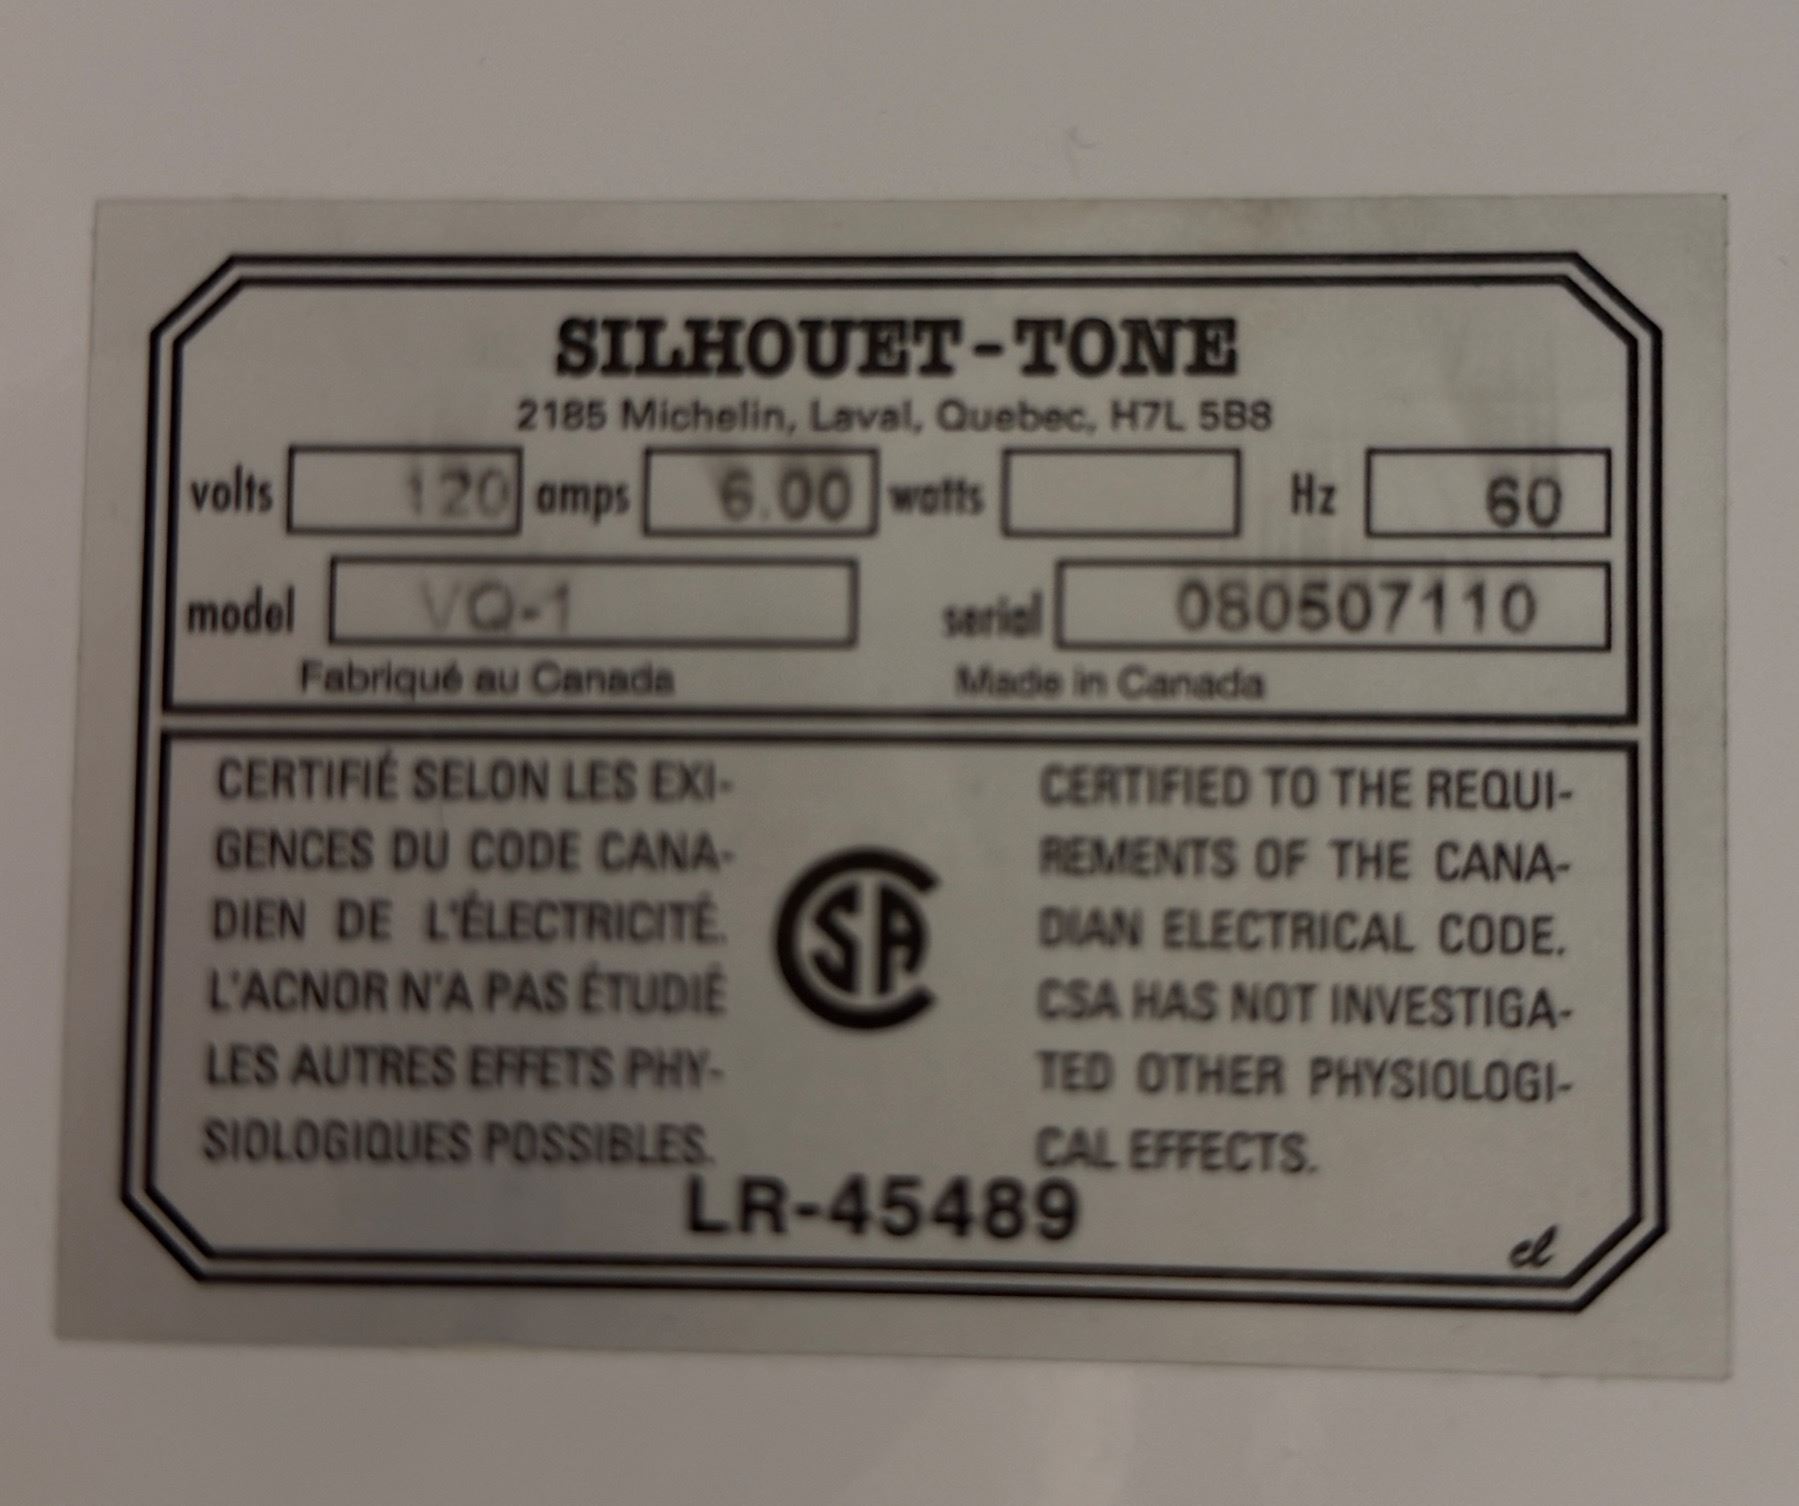 SILHOUET-TONE
2185 Michelin, Laval, Quebec, H7L 5B8
volts 120 amps 6.00 watts Hz 60
model VQ-1 serial 080507110
Fabriqué au Canada Made in Canada
CERTIFIÉ SELON LES EXI-
GENCES DU CODE CANA-
DIEN DE L'ÉLECTRICITÉ.
L'ACNOR N'A PAS ÉTUDIÉ
LES AUTRES EFFETS PHY-
SIOLOGIQUES POSSIBLES.
CSA
CERTIFIED TO THE REQUI-
REMENTS OF THE CANA-
DIAN ELECTRICAL CODE.
CSA HAS NOT INVESTIGA-
TED OTHER PHYSIOLOGI-
CAL EFFECTS.
LR-45489
cl